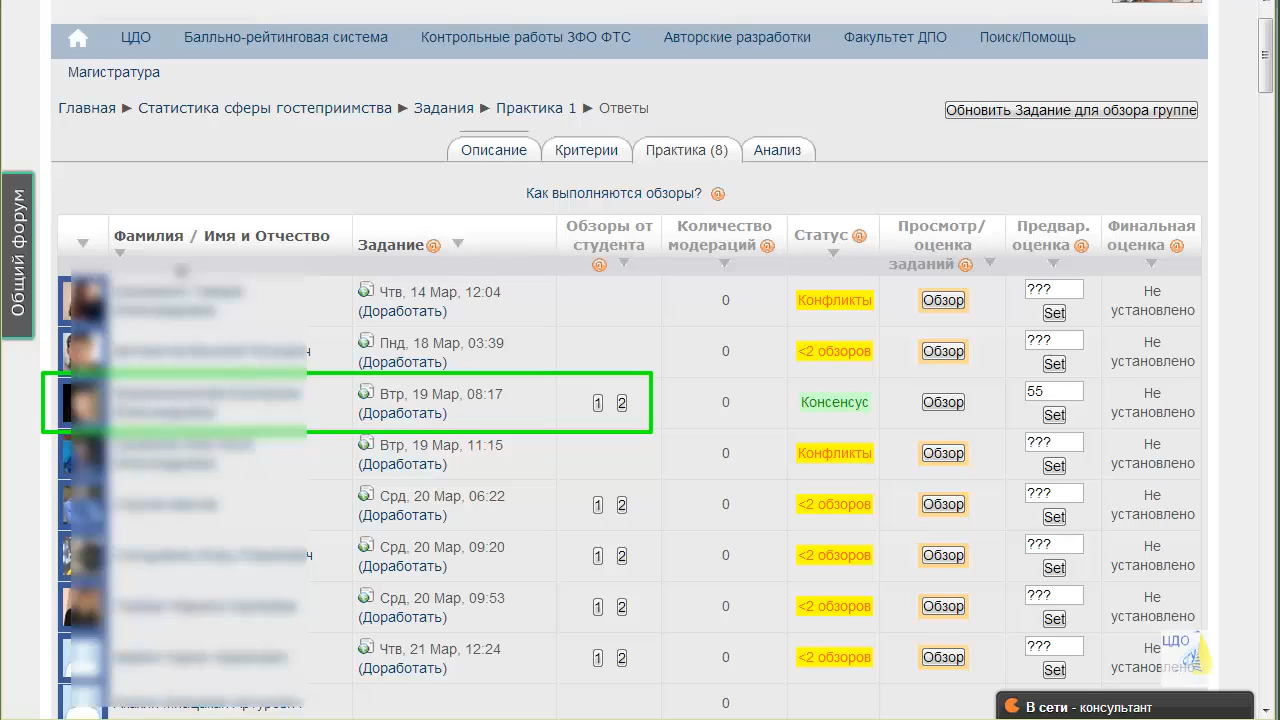 ЦДО Балльно-рейтинговая система Контрольные работы ЗФО ФТС Авторские разработки Факультет ДПО Поиск/Помощь
Магистратура
Главная ► Статистика сферы гостеприимства ► Задания ► Практика 1 ► Ответы
Обновить Задание для обзора группе
Описание Критерии Практика (8) Анализ
Общий форум
Как выполняются обзоры?
Фамилия / Имя и Отчество Задание Обзоры от студента Количество модераций Статус Просмотр/оценка заданий Предвар. оценка Финальная оценка
Чтв, 14 Мар, 12:04 0 Конфликты Обзор ??? Не
(Доработать) Set установлено
Пнд, 18 Мар, 03:39 0 <2 обзоров Обзор ??? Не
(Доработать) Set установлено
Втр, 19 Мар, 08:17 1 2 0 Консенсус Обзор 55 Не
(Доработать) Set установлено
Втр, 19 Мар, 11:15 0 Конфликты Обзор ??? Не
(Доработать) Set установлено
Срд, 20 Мар, 06:22 1 2 0 <2 обзоров Обзор ??? Не
(Доработать) Set установлено
Срд, 20 Мар, 09:20 1 2 0 <2 обзоров Обзор ??? Не
(Доработать) Set установлено
Срд, 20 Мар, 09:53 1 2 0 <2 обзоров Обзор ??? Не
(Доработать) Set установлено
Чтв, 21 Мар, 12:24 1 2 0 <2 обзоров Обзор ??? Не
(Доработать) Set установлено
0
ЦДО
В сети - консультант